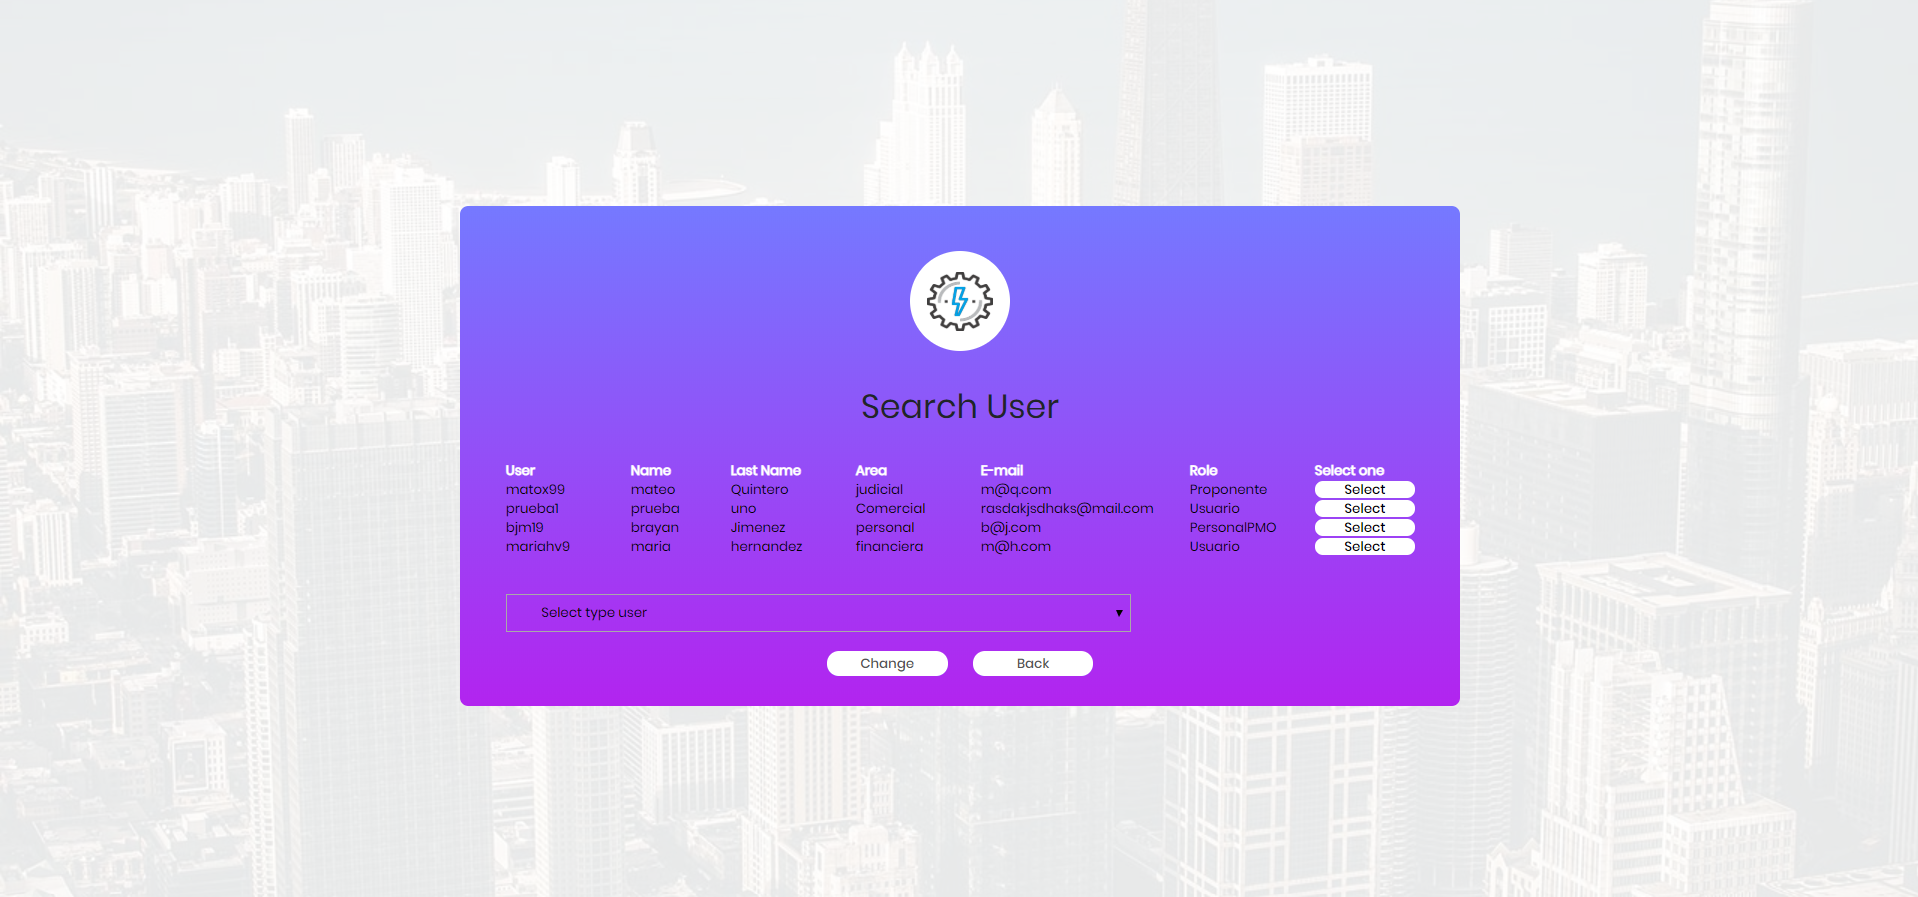 Search User
User Name Last Name Area E-mail Role Select one
matox99 mateo Quintero judicial m@q.com Proponente Select
prueba1 prueba uno Comercial rasdakjsdhaks@mail.com Usuario Select
bjm19 brayan Jimenez personal b@j.com PersonalPMO Select
mariahv9 maria hernandez financiera m@h.com Usuario Select
Select type user
Change Back